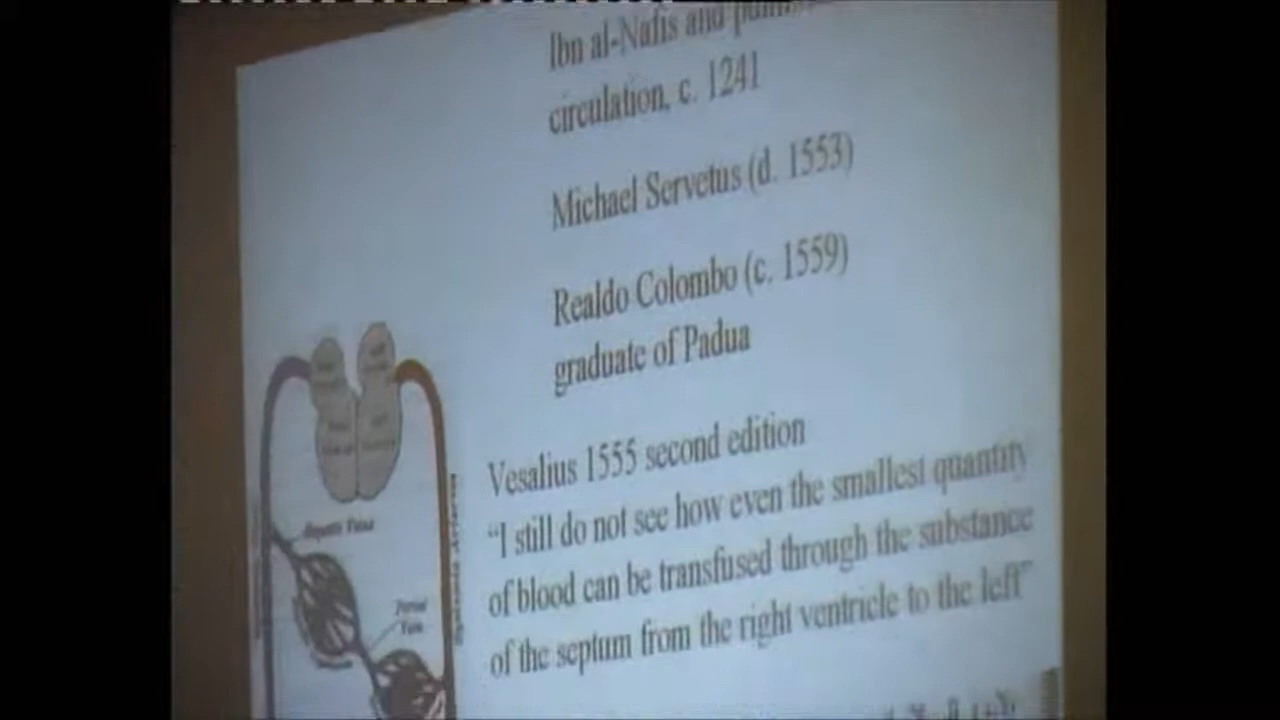 Ibn al-Nafis and
circulation, c. 1241
Michael Servetus (d. 1553)
Realdo Colombo (c. 1559)
graduate of Padua
Vesalius 1555 second edition
“I still do not see how even the smallest quantity
of blood can be transfused through the substance
of the septum from the right ventricle to the left”
Hepatic Veins
Portal
Vein